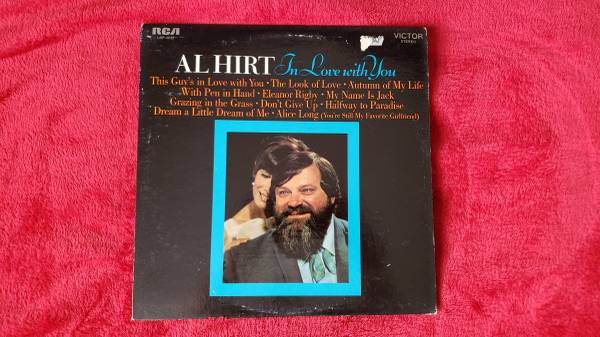 RCA
VICTOR
STEREO
AL HIRT In Love with You
This Guy's in Love with You • The Look of Love • Autumn of My Life
With Pen in Hand • Eleanor Rigby • My Name Is Jack
Grazing in the Grass • Don't Give Up • Halfway to Paradise
Dream a Little Dream of Me • Alice Long (You're Still My Favorite Girlfriend)